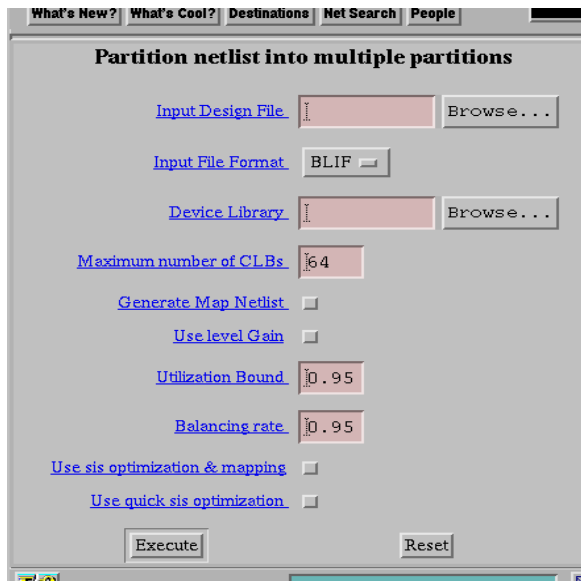 What's New? What's Cool? Destinations Net Search People
Partition netlist into multiple partitions
Input Design File Browse...
Input File Format BLIF
Device Library Browse...
Maximum number of CLBs 64
Generate Map Netlist
Use level Gain
Utilization Bound 0.95
Balancing rate 0.95
Use sis optimization & mapping
Use quick sis optimization
Execute Reset